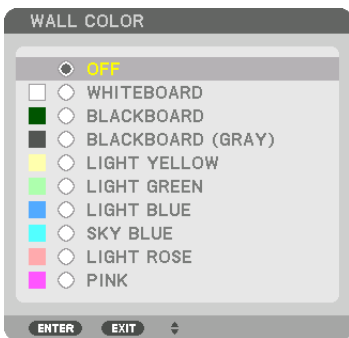 WALL COLOR
OFF
WHITEBOARD
BLACKBOARD
BLACKBOARD (GRAY)
LIGHT YELLOW
LIGHT GREEN
LIGHT BLUE
SKY BLUE
LIGHT ROSE
PINK
ENTER EXIT